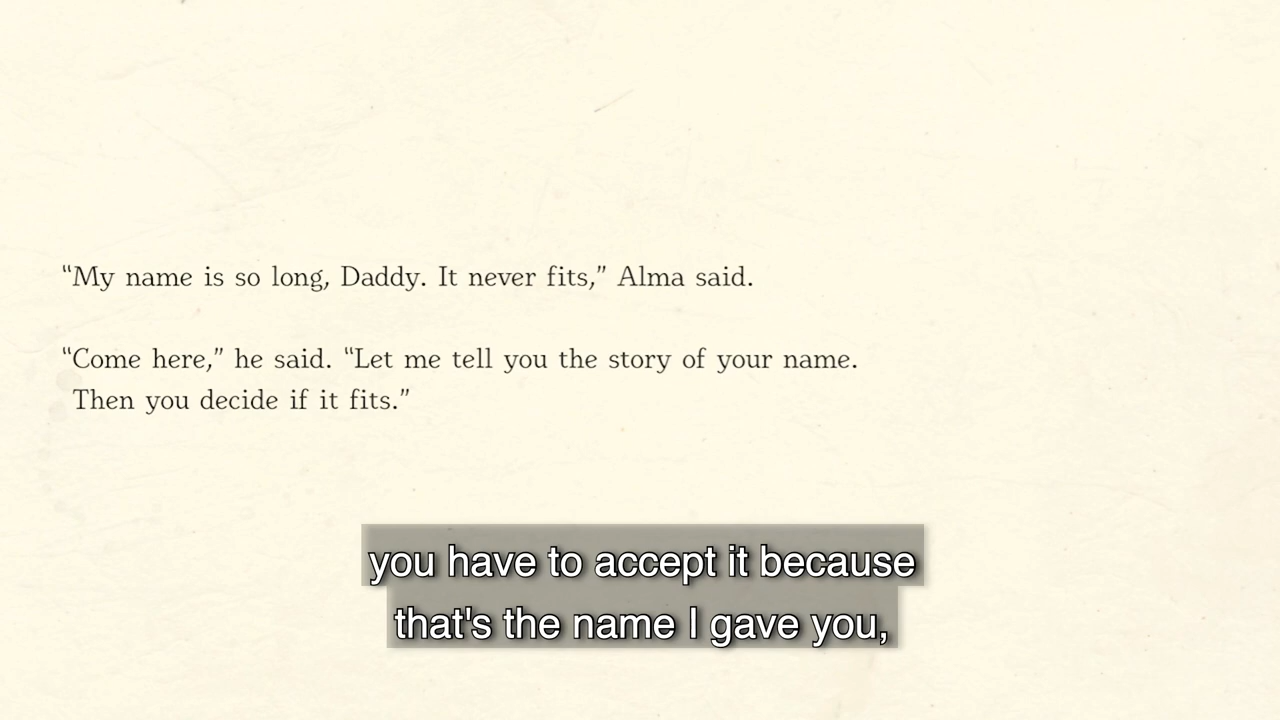 “My name is so long, Daddy. It never fits,” Alma said.
“Come here,” he said. “Let me tell you the story of your name.
Then you decide if it fits.”
you have to accept it because
that's the name I gave you,